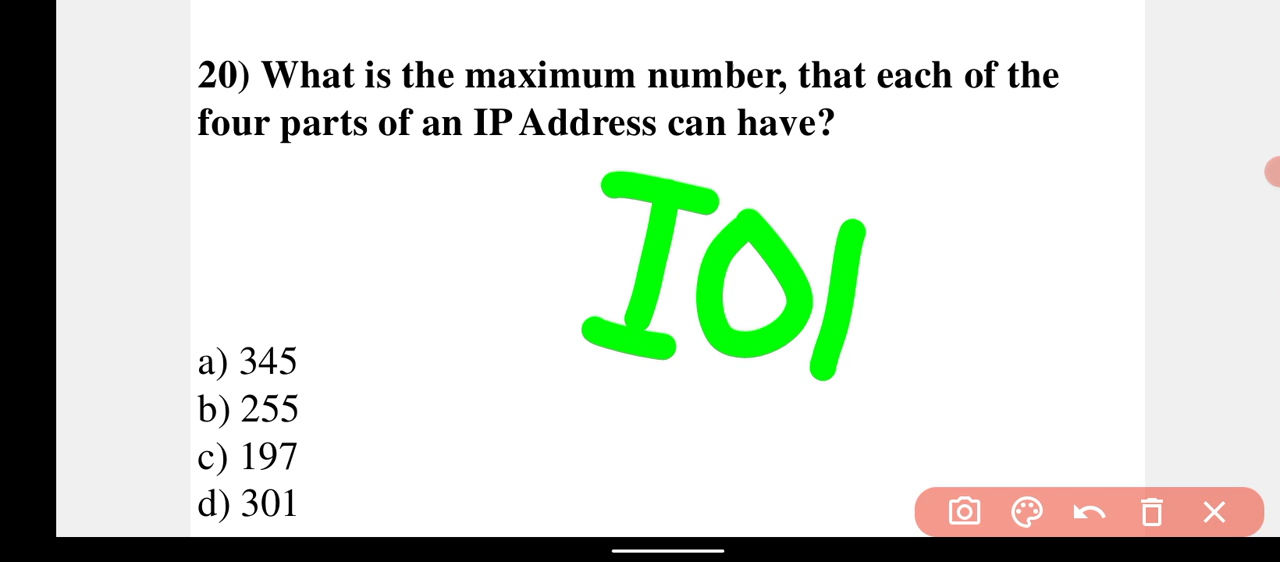 20) What is the maximum number, that each of the
four parts of an IP Address can have?
IO1
a) 345
b) 255
c) 197
d) 301